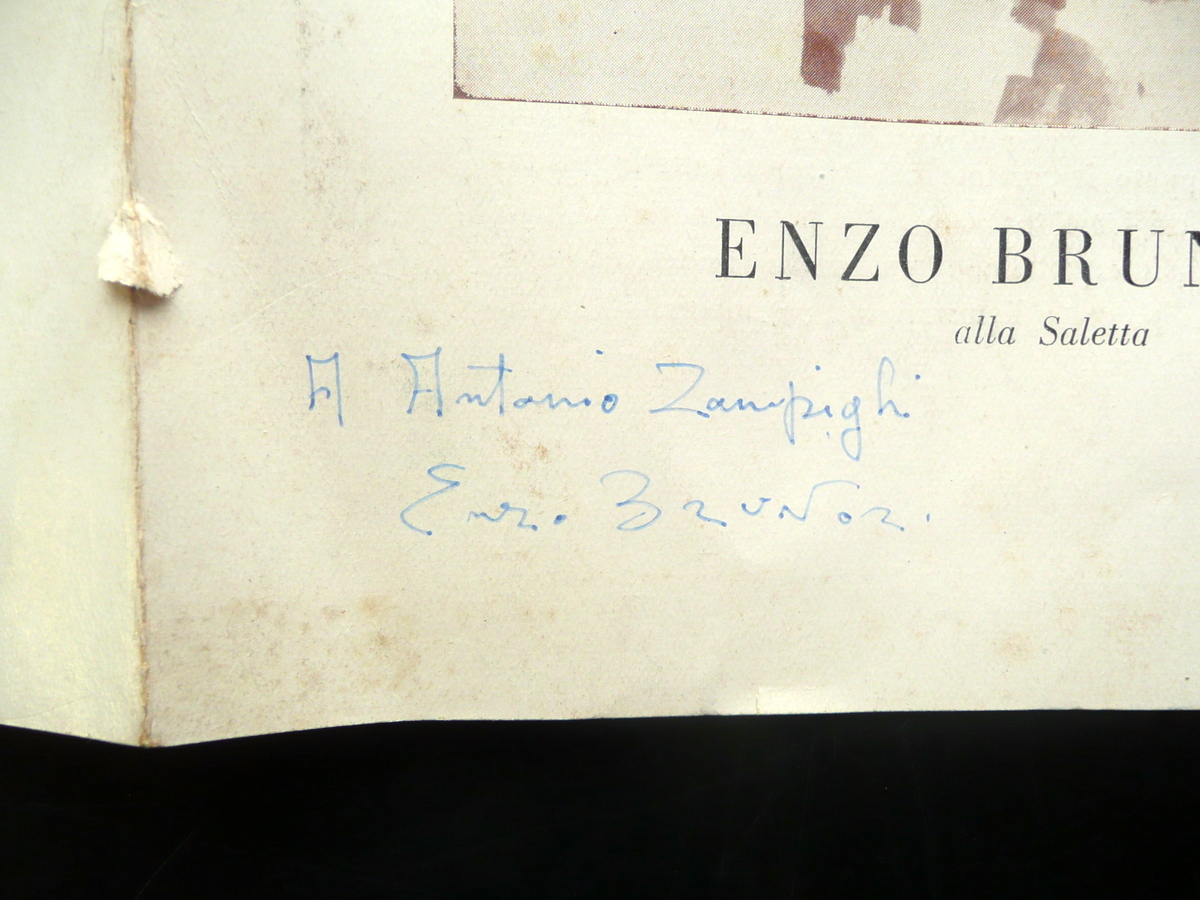 ENZO BRUN
alla Saletta
A Antonio Zampighi
Enzo Brunori.